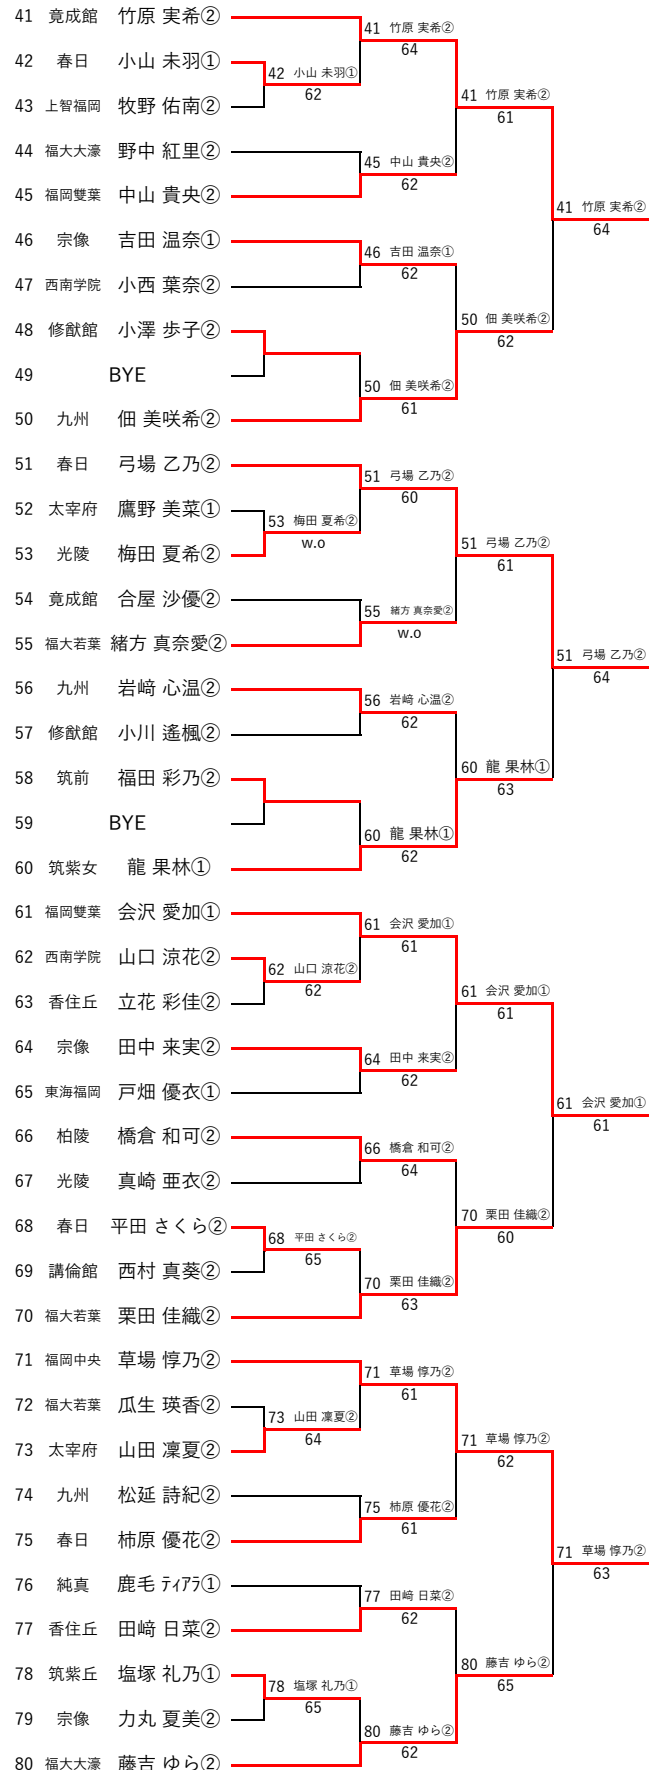 41 竟成館 竹原 実希②
42 春日 小山 未羽①
43 上智福岡 牧野 佑南②
44 福大大濠 野中 紅里②
45 福岡雙葉 中山 貴央②
46 宗像 吉田 温奈①
47 西南学院 小西 葉奈②
48 修猷館 小澤 歩子②
49 BYE
50 九州 佃 美咲希②
51 春日 弓場 乙乃②
52 太宰府 鷹野 美菜①
53 光陵 梅田 夏希②
54 竟成館 合屋 沙優②
55 福大若葉 緒方 真奈愛②
56 九州 岩﨑 心温②
57 修猷館 小川 遙楓②
58 筑前 福田 彩乃②
59 BYE
60 筑紫女 龍 果林①
61 福岡雙葉 会沢 愛加①
62 西南学院 山口 涼花②
63 香住丘 立花 彩佳②
64 宗像 田中 来実②
65 東海福岡 戸畑 優衣①
66 柏陵 橋倉 和可②
67 光陵 真崎 亜衣②
68 春日 平田 さくら②
69 講倫館 西村 真葵②
70 福大若葉 栗田 佳織②
71 福岡中央 草場 惇乃②
72 福大若葉 瓜生 瑛香②
73 太宰府 山田 凜夏②
74 九州 松延 詩紀②
75 春日 柿原 優花②
76 純真 鹿毛 ティアラ①
77 香住丘 田﨑 日菜②
78 筑紫丘 塩塚 礼乃①
79 宗像 力丸 夏美②
80 福大大濠 藤吉 ゆら②
42 小山 未羽①
62
53 梅田 夏希②
w.o
62 山口 涼花②
62
68 平田 さくら②
65
73 山田 凜夏②
64
78 塩塚 礼乃①
65
41 竹原 実希②
64
45 中山 貴央②
62
46 吉田 温奈①
62
50 佃 美咲希②
61
51 弓場 乙乃②
60
55 緒方 真奈愛②
w.o
56 岩﨑 心温②
62
60 龍 果林①
62
61 会沢 愛加①
61
64 田中 来実②
62
66 橋倉 和可②
64
70 栗田 佳織②
63
71 草場 惇乃②
61
75 柿原 優花②
61
77 田﨑 日菜②
62
80 藤吉 ゆら②
62
41 竹原 実希②
61
50 佃 美咲希②
62
51 弓場 乙乃②
61
60 龍 果林①
63
61 会沢 愛加①
61
70 栗田 佳織②
60
71 草場 惇乃②
62
80 藤吉 ゆら②
65
41 竹原 実希②
64
51 弓場 乙乃②
64
61 会沢 愛加①
61
71 草場 惇乃②
63